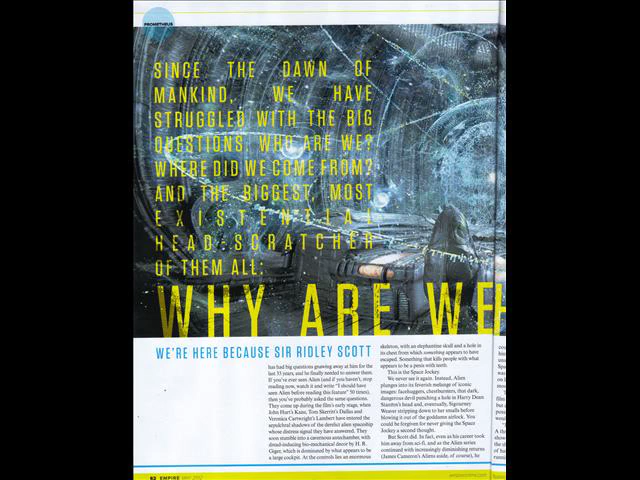 PROMETHEUS
SINCE THE DAWN OF
MANKIND, WE HAVE
STRUGGLED WITH THE BIG
QUESTIONS. WHO ARE WE?
WHERE DID WE COME FROM?
AND THE BIGGEST, MOST
EXISTENTIAL
HEAD-SCRATCHER
OF THEM ALL:
WHY ARE WE H
WE'RE HERE BECAUSE SIR RIDLEY SCOTT
has had big questions gnawing away at him for the
last 33 years, and he finally needed to answer them.
If you've ever seen Alien (and if you haven't, stop
reading now, watch it and write "I should have
seen Alien before reading this feature" 50 times),
then you've probably asked the same questions.
They come up during the film's early stage, when
John Hurt's Kane, Tom Skerritt's Dallas and
Veronica Cartwright's Lambert have entered the
sepulchral shadows of the derelict alien spaceship
whose distress signal they have answered. They
soon stumble into a cavernous antechamber, with
dread-inducing bio-mechanical decor by H. R.
Giger, which is dominated by what appears to be
a large cockpit. At the controls lies an enormous
skeleton, with an elephantine skull and a hole in
its chest from which something appears to have
escaped. Something that kills people with what
appears to be a penis with teeth.
This is the Space Jockey.
We never see it again. Instead, Alien
plunges into its feverish melange of iconic
images: facehuggers, chestbursters, that dark,
dangerous devil punching a hole in Harry Dean
Stanton's head and, eventually, Sigourney
Weaver stripping down to her smalls before
blowing it out of the goddamn airlock. You
could be forgiven for never giving the Space
Jockey a second thought.
But Scott did. In fact, even as his career took
him away from sci-fi, and as the Alien series
continued with increasingly diminishing returns
(James Cameron's Aliens aside, of course), he
92 EMPIRE MAY 2012